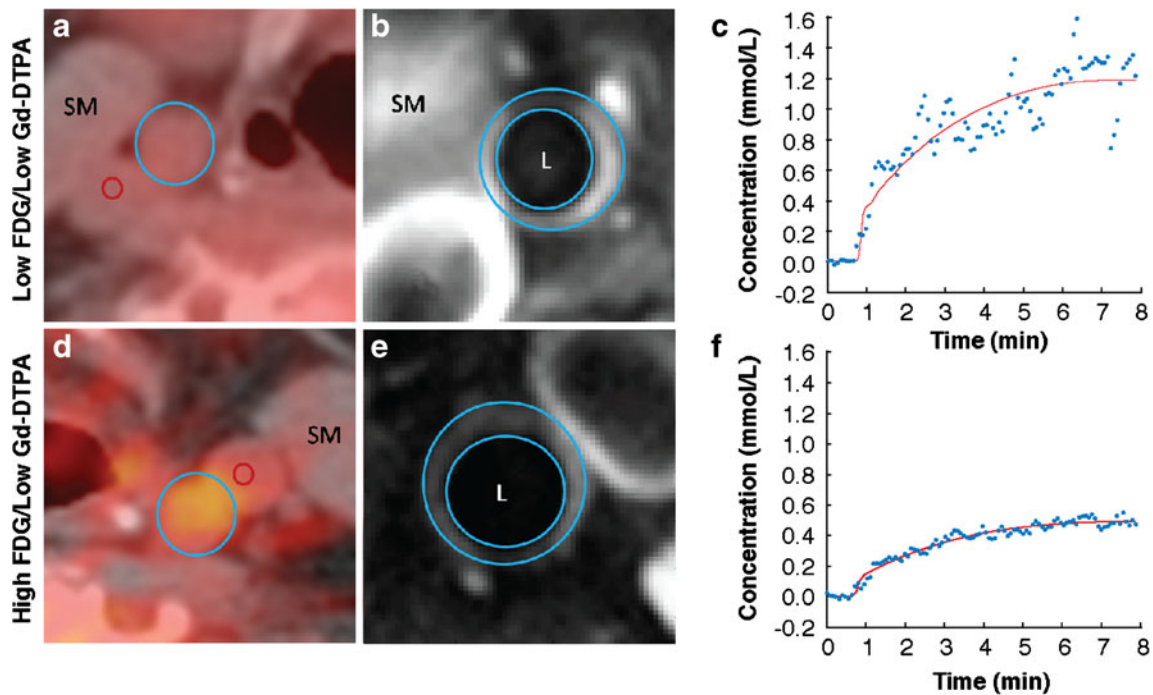 Low FDG/Low Gd-DTPA
a
SM
b
SM
L
c
Concentration (mmol/L)
1.6
1.4
1.2
1.0
0.8
0.6
0.4
0.2
0.0
-0.2
0 1 2 3 4 5 6 7 8
Time (min)
High FDG/Low Gd-DTPA
d
SM
e
L
f
Concentration (mmol/L)
1.6
1.4
1.2
1.0
0.8
0.6
0.4
0.2
0.0
-0.2
0 1 2 3 4 5 6 7 8
Time (min)